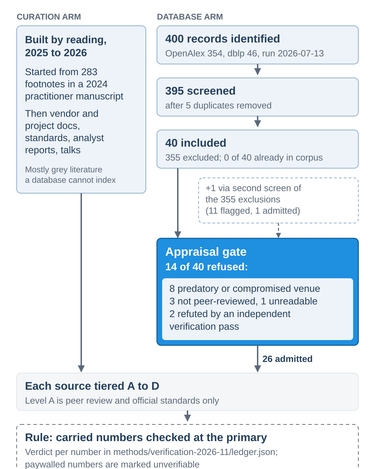 CURATION ARM
Built by reading,
2025 to 2026
Started from 283
footnotes in a 2024
practitioner manuscript
Then vendor and
project docs,
standards, analyst
reports, talks
Mostly grey literature
a database cannot index
DATABASE ARM
400 records identified
OpenAlex 354, dblp 46, run 2026-07-13
395 screened
after 5 duplicates removed
40 included
355 excluded; 0 of 40 already in corpus
+1 via second screen of
the 355 exclusions
(11 flagged, 1 admitted)
Appraisal gate
14 of 40 refused:
8 predatory or compromised venue
3 not peer-reviewed, 1 unreadable
2 refuted by an independent
verification pass
26 admitted
Each source tiered A to D
Level A is peer review and official standards only
Rule: carried numbers checked at the primary
Verdict per number in methods/verification-2026-11/ledger.json;
paywalled numbers are marked unverifiable